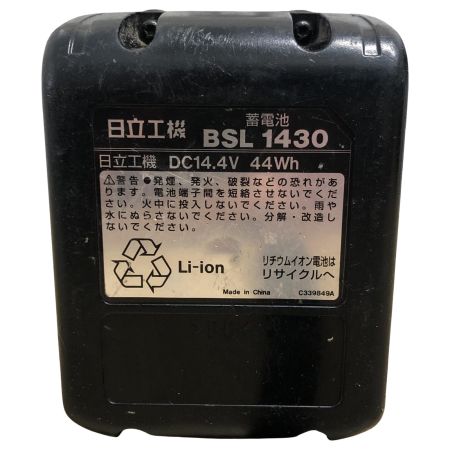 蓄電池
日立工機 BSL 1430
日立工機 DC14.4V 44Wh
⚠警告 ●発煙、発火、破裂などの恐れがあ
ります。電池端子間を短絡させないでくだ
さい。火中に投入しないでください。雨や
水にぬらさないでください。分解・改造し
ないでください。
Li-ion
リチウムイオン電池は
リサイクルへ
Made in China C339849A